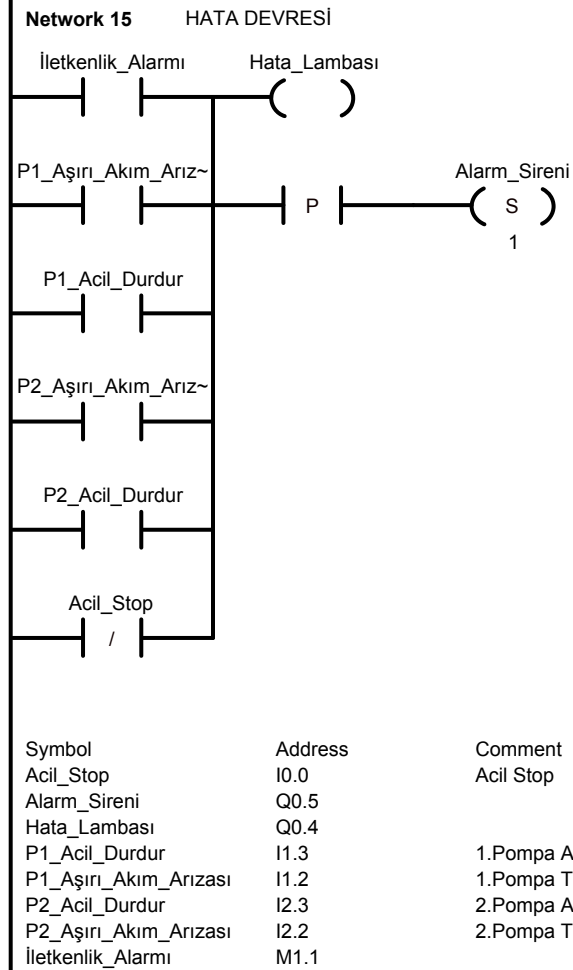 Network 15 HATA DEVRESİ
İletkenlik_Alarmı Hata_Lambası
P1_Aşırı_Akım_Arız~ Alarm_Sireni
P S
1
P1_Acil_Durdur
P2_Aşırı_Akım_Arız~
P2_Acil_Durdur
Acil_Stop
/
Symbol Address Comment
Acil_Stop I0.0 Acil Stop
Alarm_Sireni Q0.5
Hata_Lambası Q0.4
P1_Acil_Durdur I1.3 1.Pompa A
P1_Aşırı_Akım_Arızası I1.2 1.Pompa T
P2_Acil_Durdur I2.3 2.Pompa A
P2_Aşırı_Akım_Arızası I2.2 2.Pompa T
İletkenlik_Alarmı M1.1